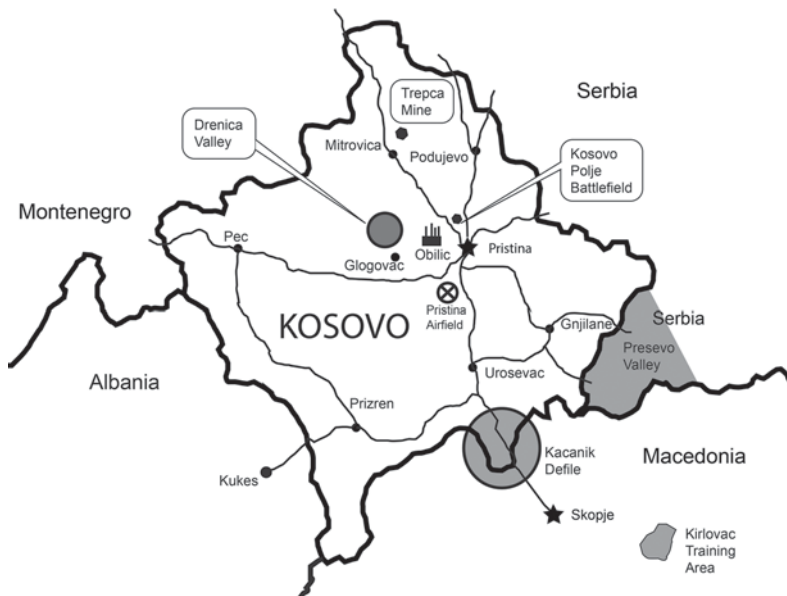 Trepca
Mine
Serbia
Drenica
Valley
Mitrovica
Podujevo
Kosovo
Polje
Battlefield
Montenegro
Pec
Obilic
Pristina
Glogovac
KOSOVO
Pristina
Airfield
Gnjilane
Serbia
Presevo
Valley
Albania
Urosevac
Prizren
Kacanik
Defile
Macedonia
Kukes
Skopje
Kirlovac
Training
Area